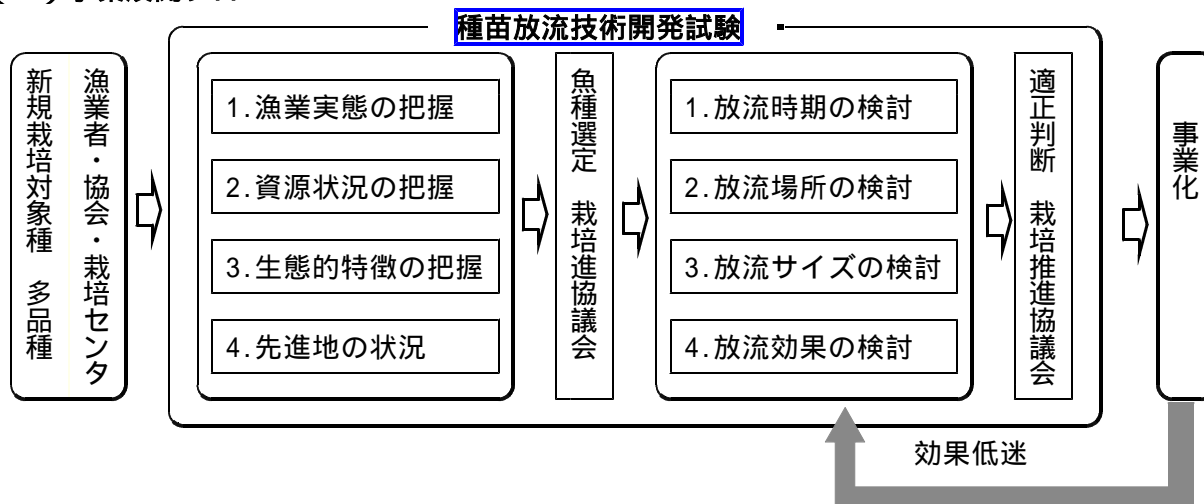 種苗放流技術開発試験
新規栽培対象種 多品種
漁業者・協会・栽培センタ
1.漁業実態の把握
2.資源状況の把握
3.生態的特徴の把握
4.先進地の状況
魚種選定 栽培進協議会
1.放流時期の検討
2.放流場所の検討
3.放流サイズの検討
4.放流効果の検討
適正判断 栽培推進協議会
事業化
効果低迷